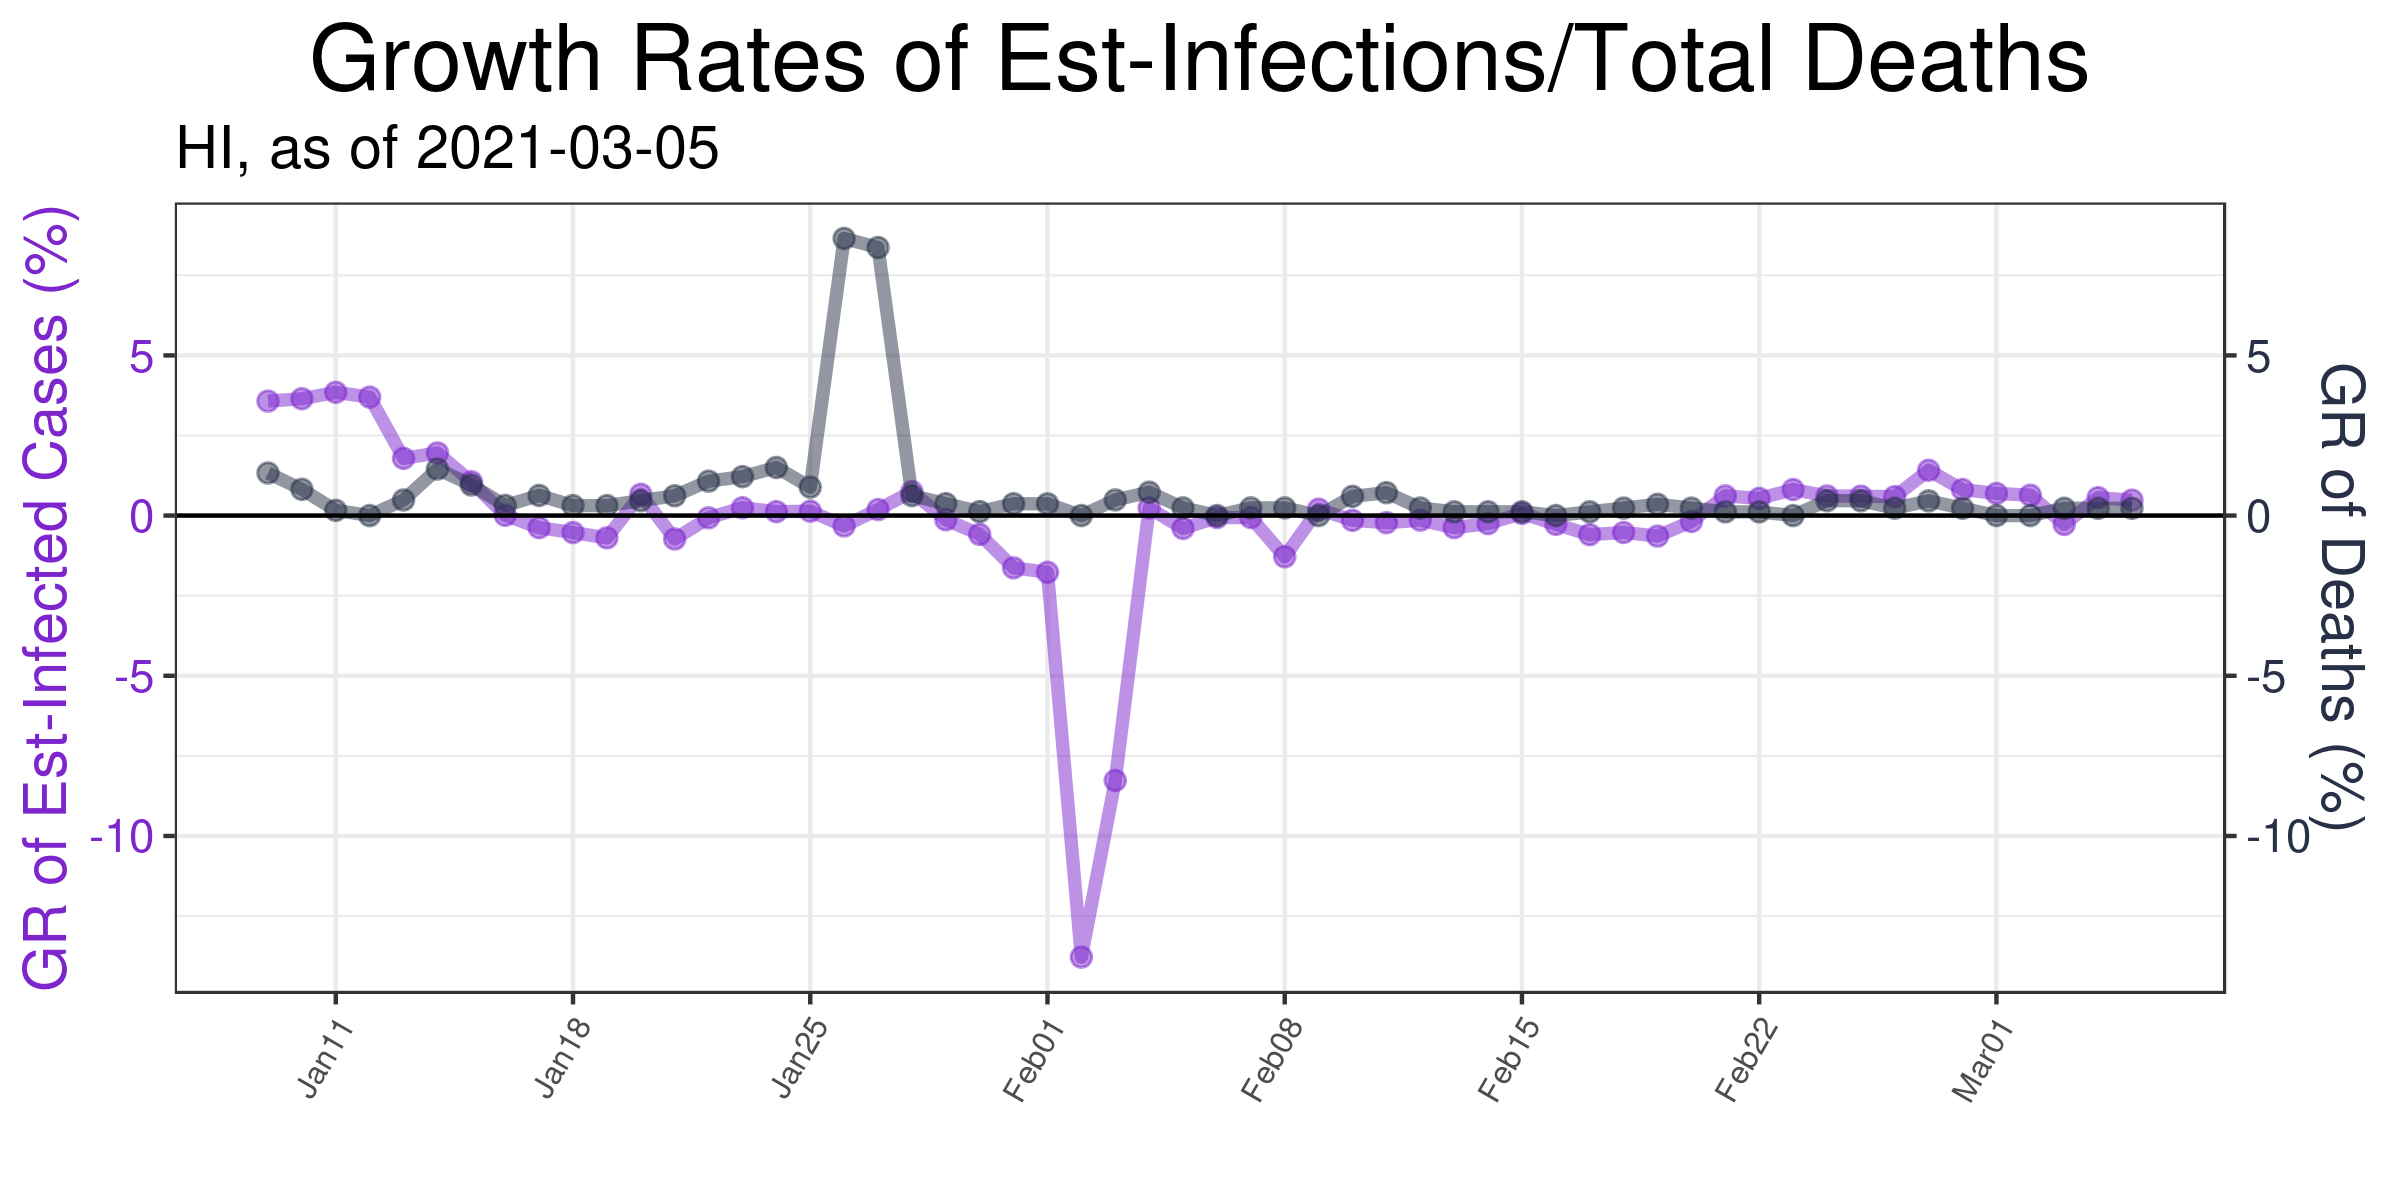 Growth Rates of Est-Infections/Total Deaths
HI, as of 2021-03-05
GR of Est-Infected Cases (%)
5
0
-5
-10
5
0
-5
-10
GR of Deaths (%)
Jan11
Jan18
Jan25
Feb01
Feb08
Feb15
Feb22
Mar01